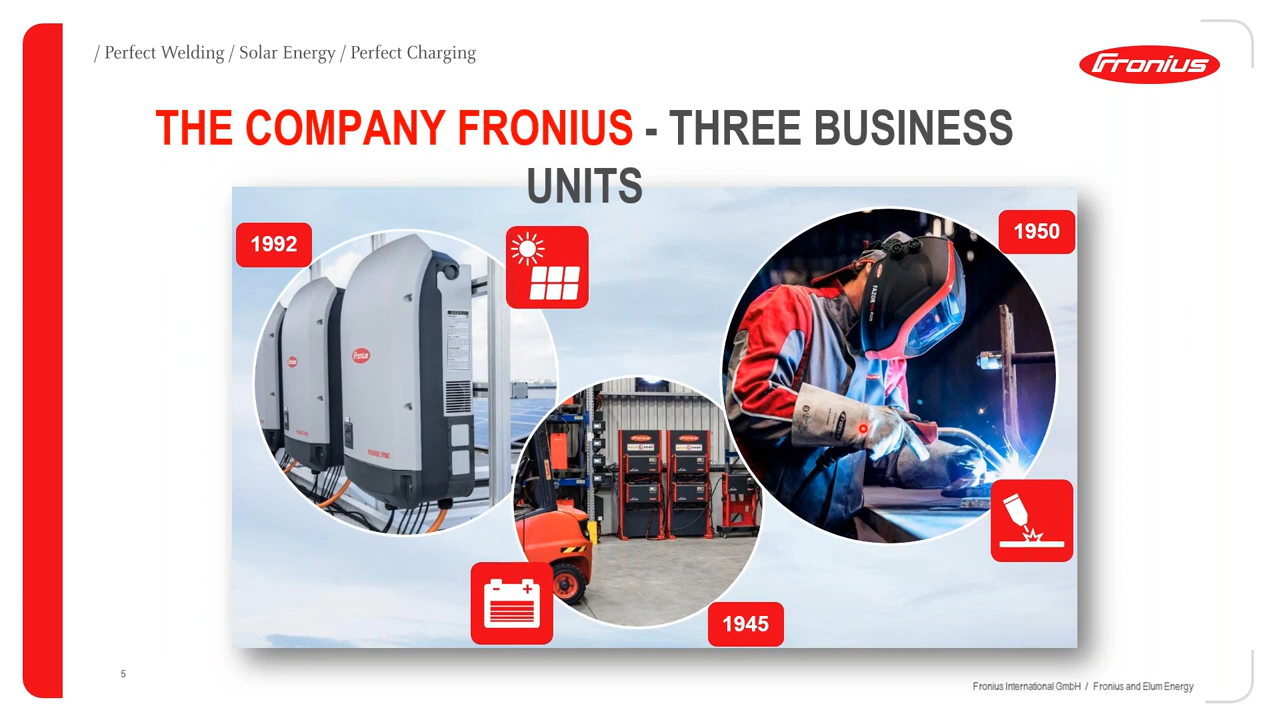 / Perfect Welding / Solar Energy / Perfect Charging
Fronius
THE COMPANY FRONIUS - THREE BUSINESS
UNITS
1992
1950
Fronius
1945
5
Fronius International GmbH / Fronius and Elum Energy